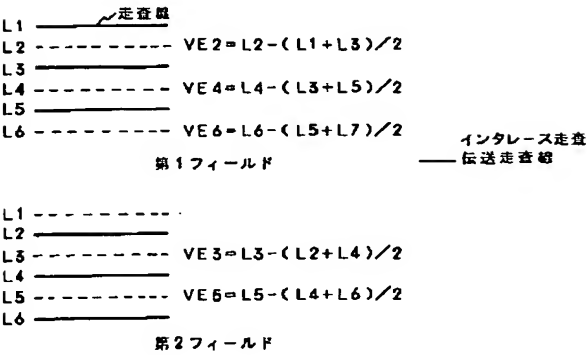 走査線
L1
L2 VE2=L2-(L1+L3)/2
L3
L4 VE4=L4-(L3+L5)/2
L5
L6 VE6=L6-(L5+L7)/2
第1フィールド
インタレース走査
伝送走査線
L1
L2
L3 VE3=L3-(L2+L4)/2
L4
L5 VE5=L5-(L4+L6)/2
L6
第2フィールド